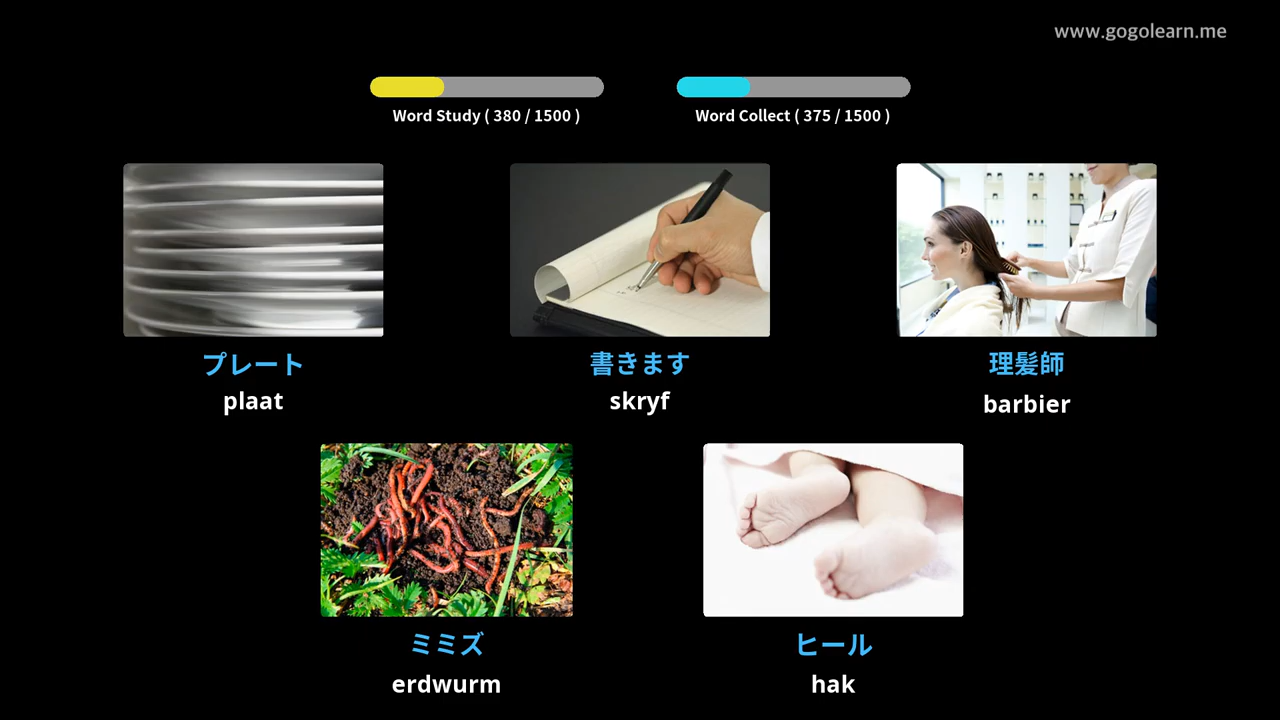 www.gogolearn.me
Word Study ( 380 / 1500 )
Word Collect ( 375 / 1500 )
プレート
plaat
書きます
skryf
理髪師
barbier
ミミズ
erdwurm
ヒール
hak